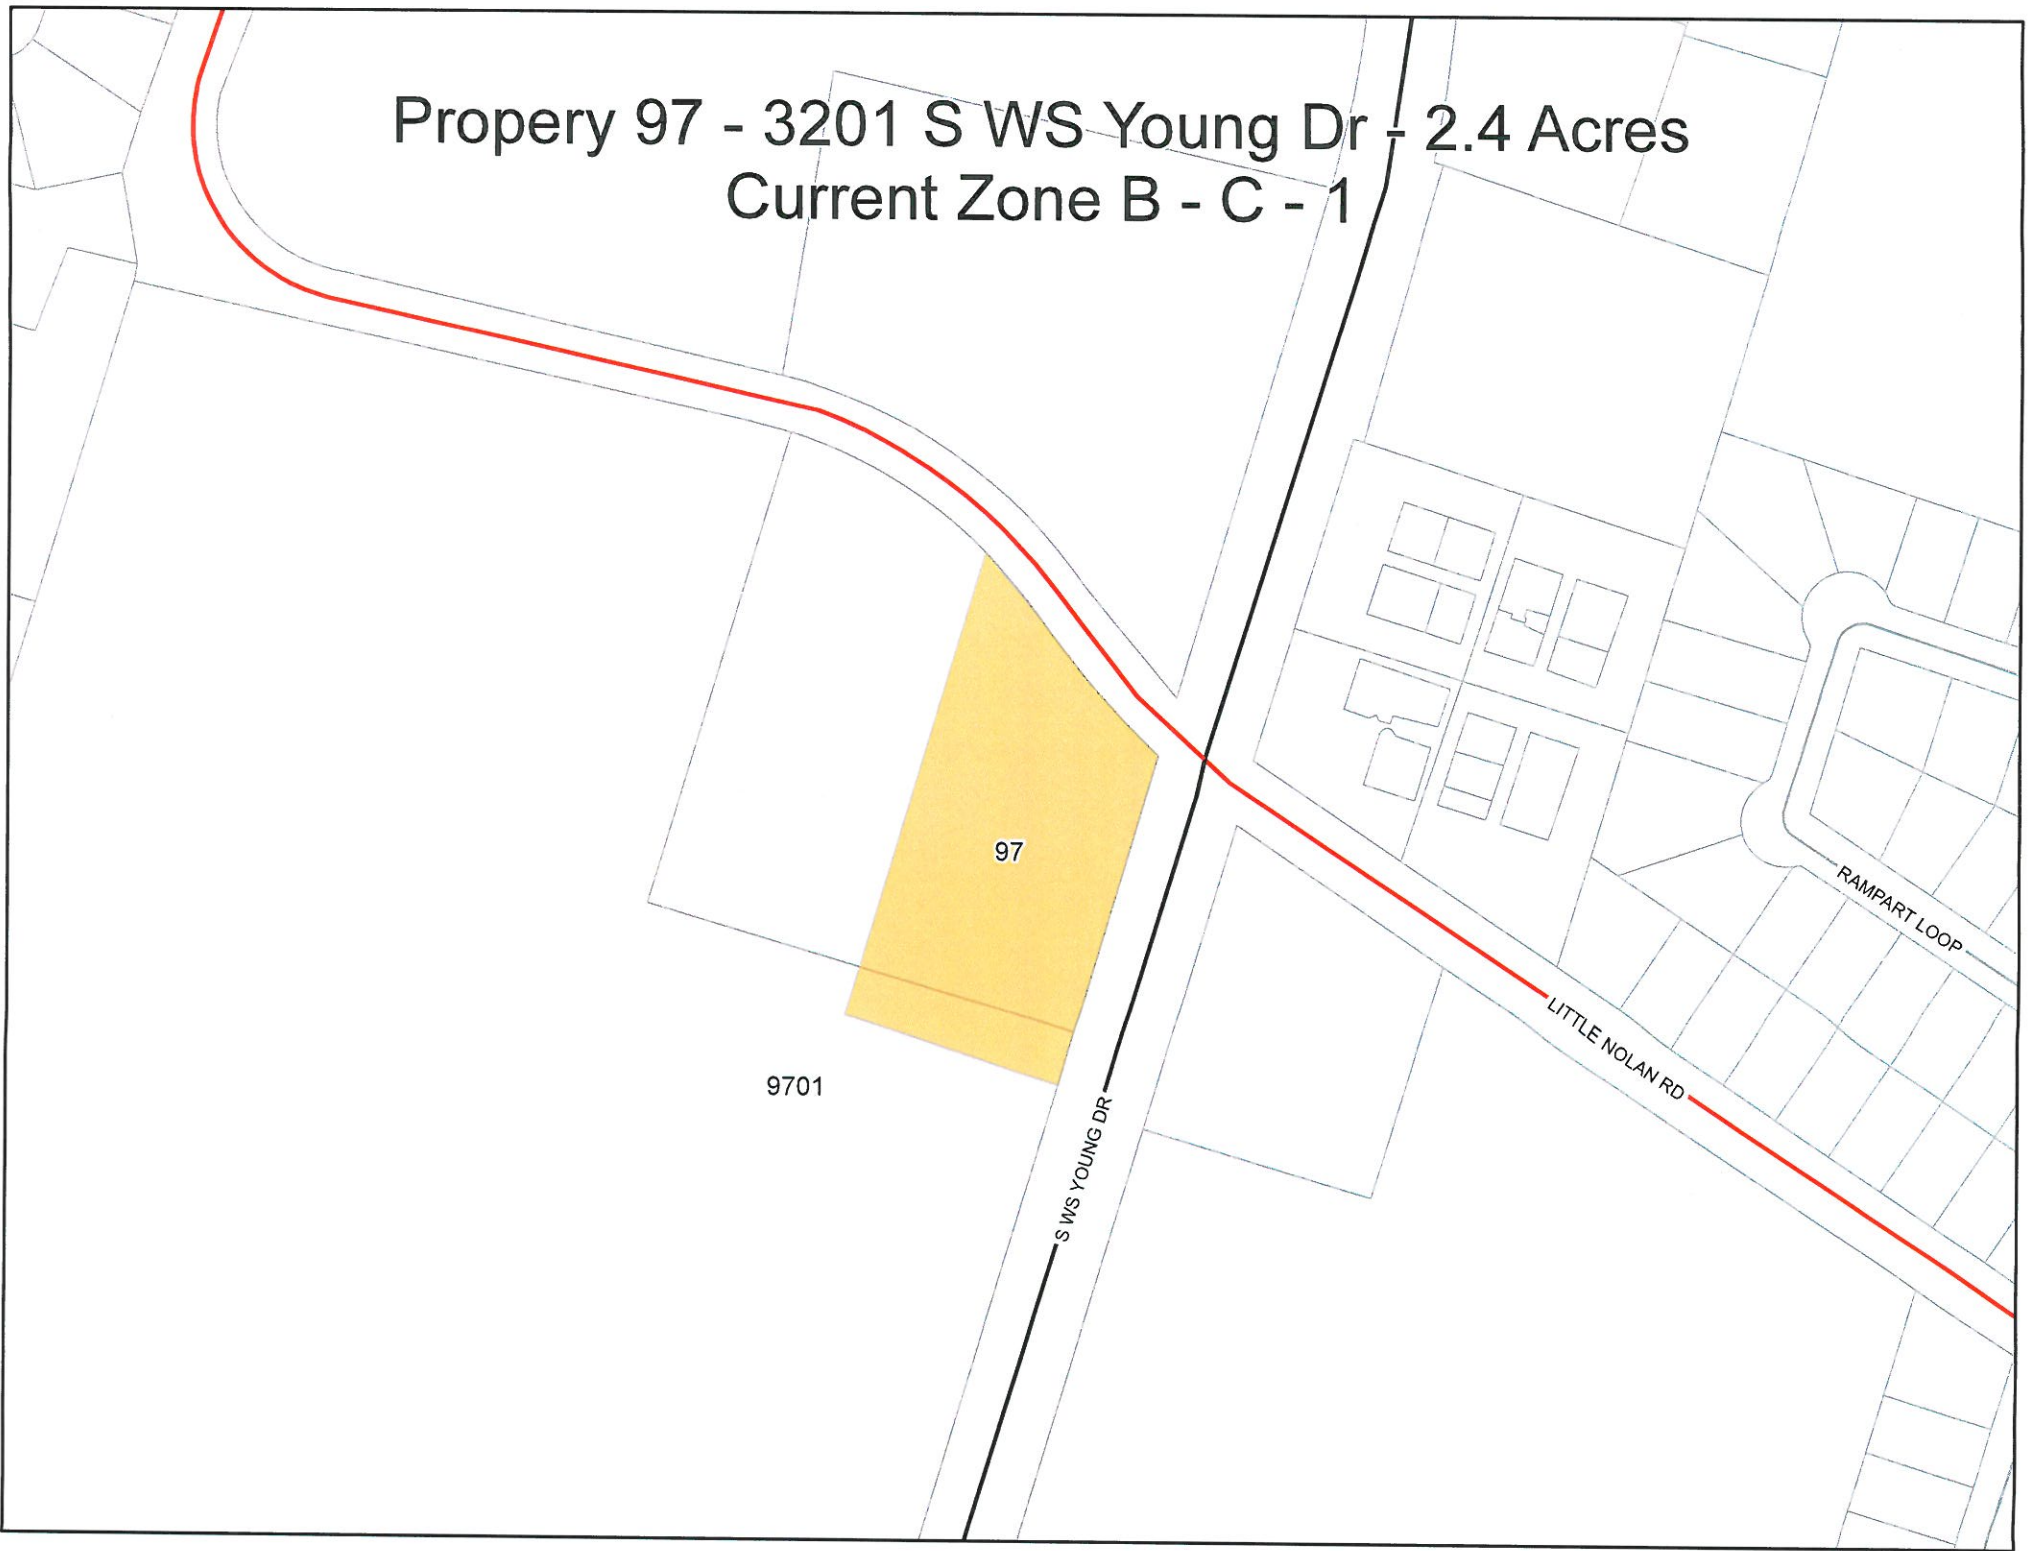 Propery 97 - 3201 S WS Young Dr - 2.4 Acres
Current Zone B - C - 1
97
RAMPART LOOP
LITTLE NOLAN RD
9701
S WS YOUNG DR